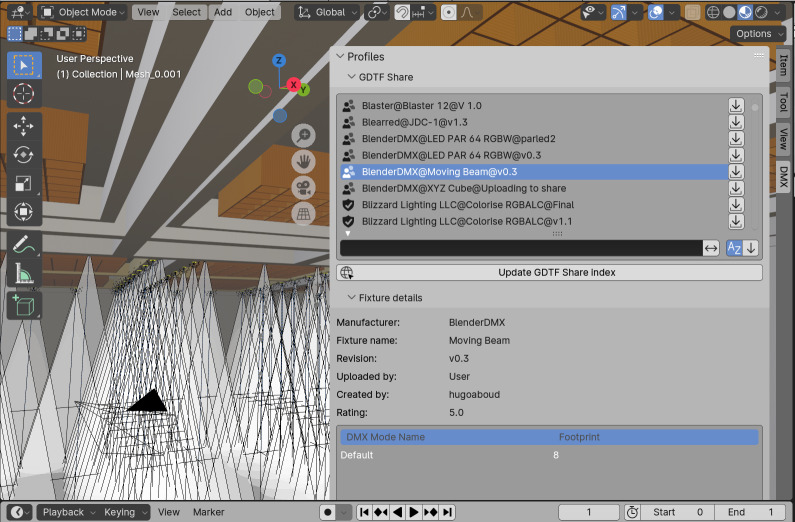 Object Mode View Select Add Object Global
Options
User Perspective
(1) Collection | Mesh_0.001
Z
X
Y
Profiles
GDTF Share
Blaster@Blaster 12@V 1.0
Blearred@JDC-1@v1.3
BlenderDMX@LED PAR 64 RGBW@parled2
BlenderDMX@LED PAR 64 RGBW@v0.3
BlenderDMX@Moving Beam@v0.3
BlenderDMX@XYZ Cube@Uploading to share
Blizzard Lighting LLC@Colorise RGBALC@Final
Blizzard Lighting LLC@Colorise RGBALC@v1.1
AZ
Update GDTF Share index
Fixture details
Manufacturer: BlenderDMX
Fixture name: Moving Beam
Revision: v0.3
Uploaded by: User
Created by: hugoaboud
Rating: 5.0
DMX Mode Name Footprint
Default 8
Item
Tool
View
DMX
Playback Keying View Marker 1 Start 0 End 1